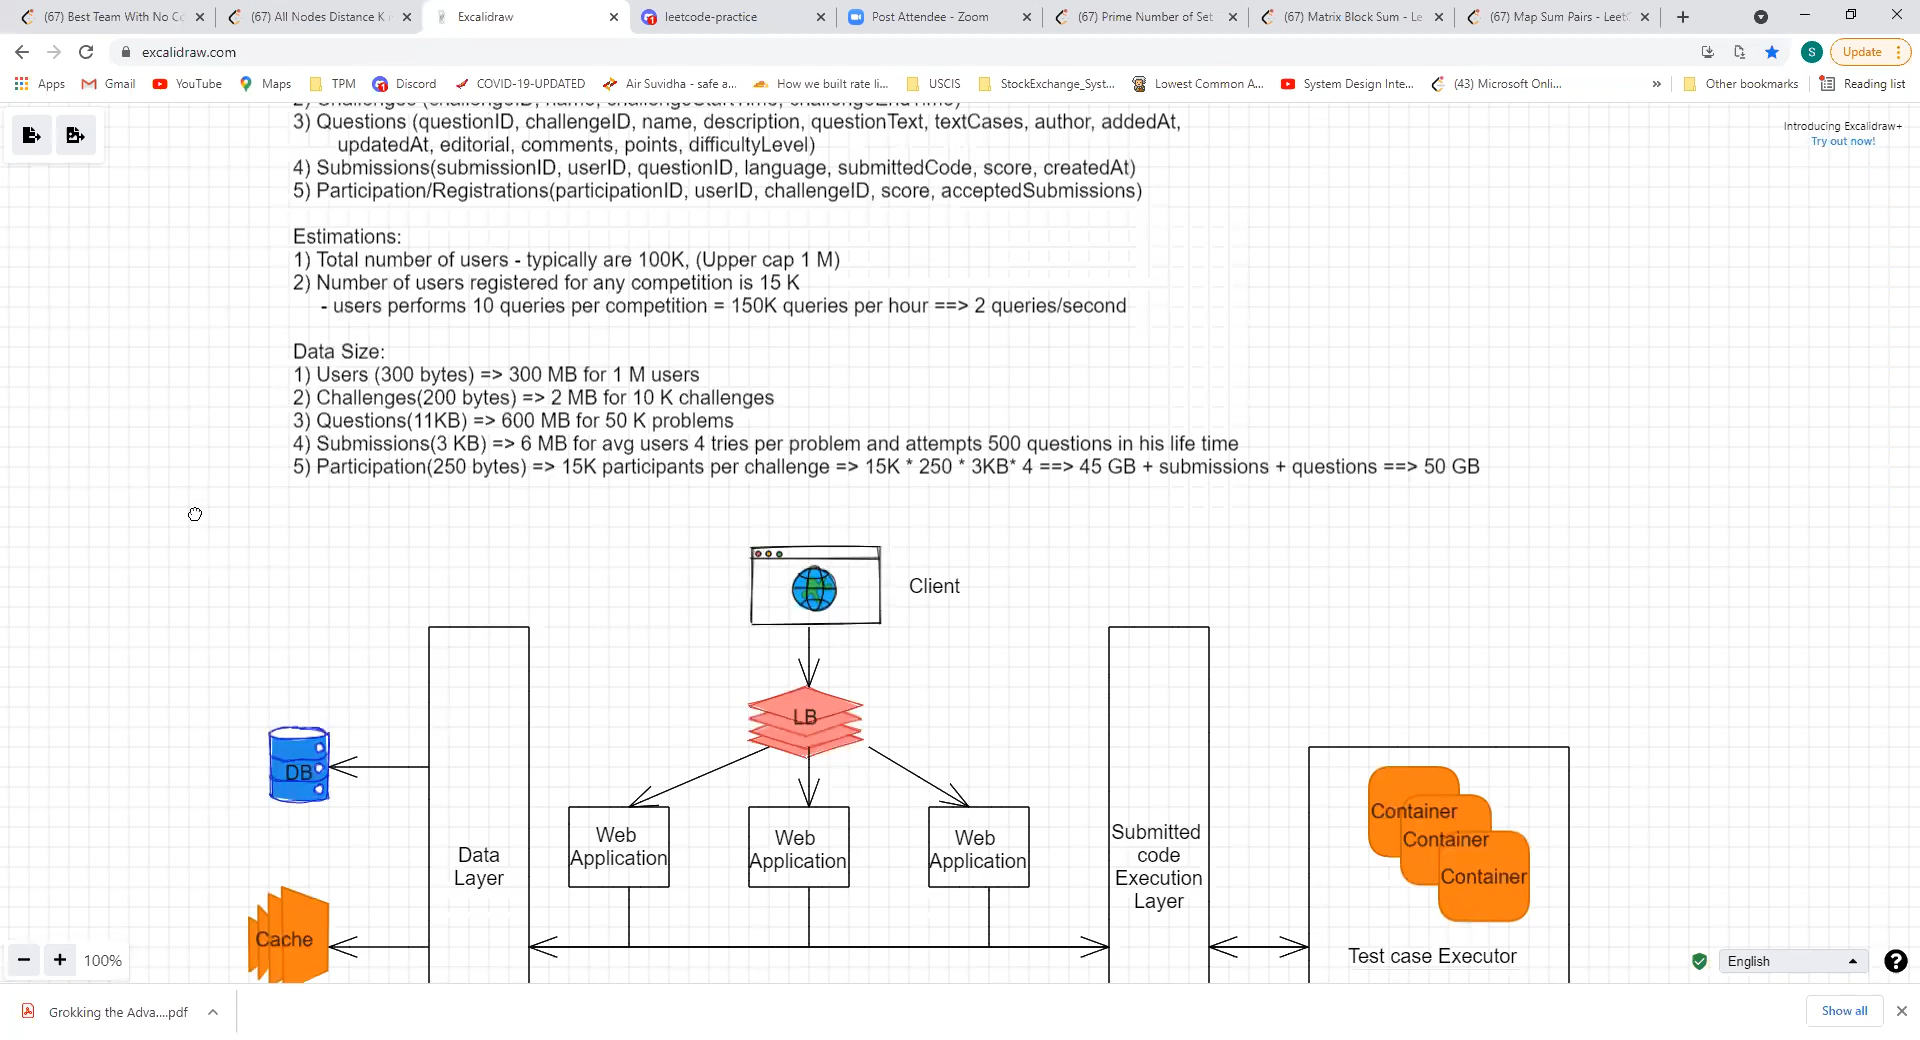 (67) Best Team With No Co
(67) All Nodes Distance K i
Excalidraw
leetcode-practice
Post Attendee - Zoom
(67) Prime Number of Set
(67) Matrix Block Sum - Le
(67) Map Sum Pairs - Leet
excalidraw.com
S
Update
Apps
Gmail
YouTube
Maps
TPM
Discord
COVID-19-UPDATED
Air Suvidha - safe a...
How we built rate li...
USCIS
StockExchange_Syst...
Lowest Common A...
System Design Inte...
(43) Microsoft Onli...
»
Other bookmarks
Reading list
2) Challenges (challengeID, name, challengeStartTime, challengeEndTime)
3) Questions (questionID, challengeID, name, description, questionText, textCases, author, addedAt,
updatedAt, editorial, comments, points, difficultyLevel)
4) Submissions(submissionID, userID, questionID, language, submittedCode, score, createdAt)
5) Participation/Registrations(participationID, userID, challengeID, score, acceptedSubmissions)
Introducing Excalidraw+
Try out now!
Estimations:
1) Total number of users - typically are 100K, (Upper cap 1 M)
2) Number of users registered for any competition is 15 K
- users performs 10 queries per competition = 150K queries per hour ==> 2 queries/second
Data Size:
1) Users (300 bytes) => 300 MB for 1 M users
2) Challenges(200 bytes) => 2 MB for 10 K challenges
3) Questions(11KB) => 600 MB for 50 K problems
4) Submissions(3 KB) => 6 MB for avg users 4 tries per problem and attempts 500 questions in his life time
5) Participation(250 bytes) => 15K participants per challenge => 15K * 250 * 3KB* 4 ==> 45 GB + submissions + questions ==> 50 GB
Client
LB
DB
Cache
Data
Layer
Web
Application
Web
Application
Web
Application
Submitted
code
Execution
Layer
Container
Container
Container
Test case Executor
100%
English
Grokking the Adva....pdf
Show all